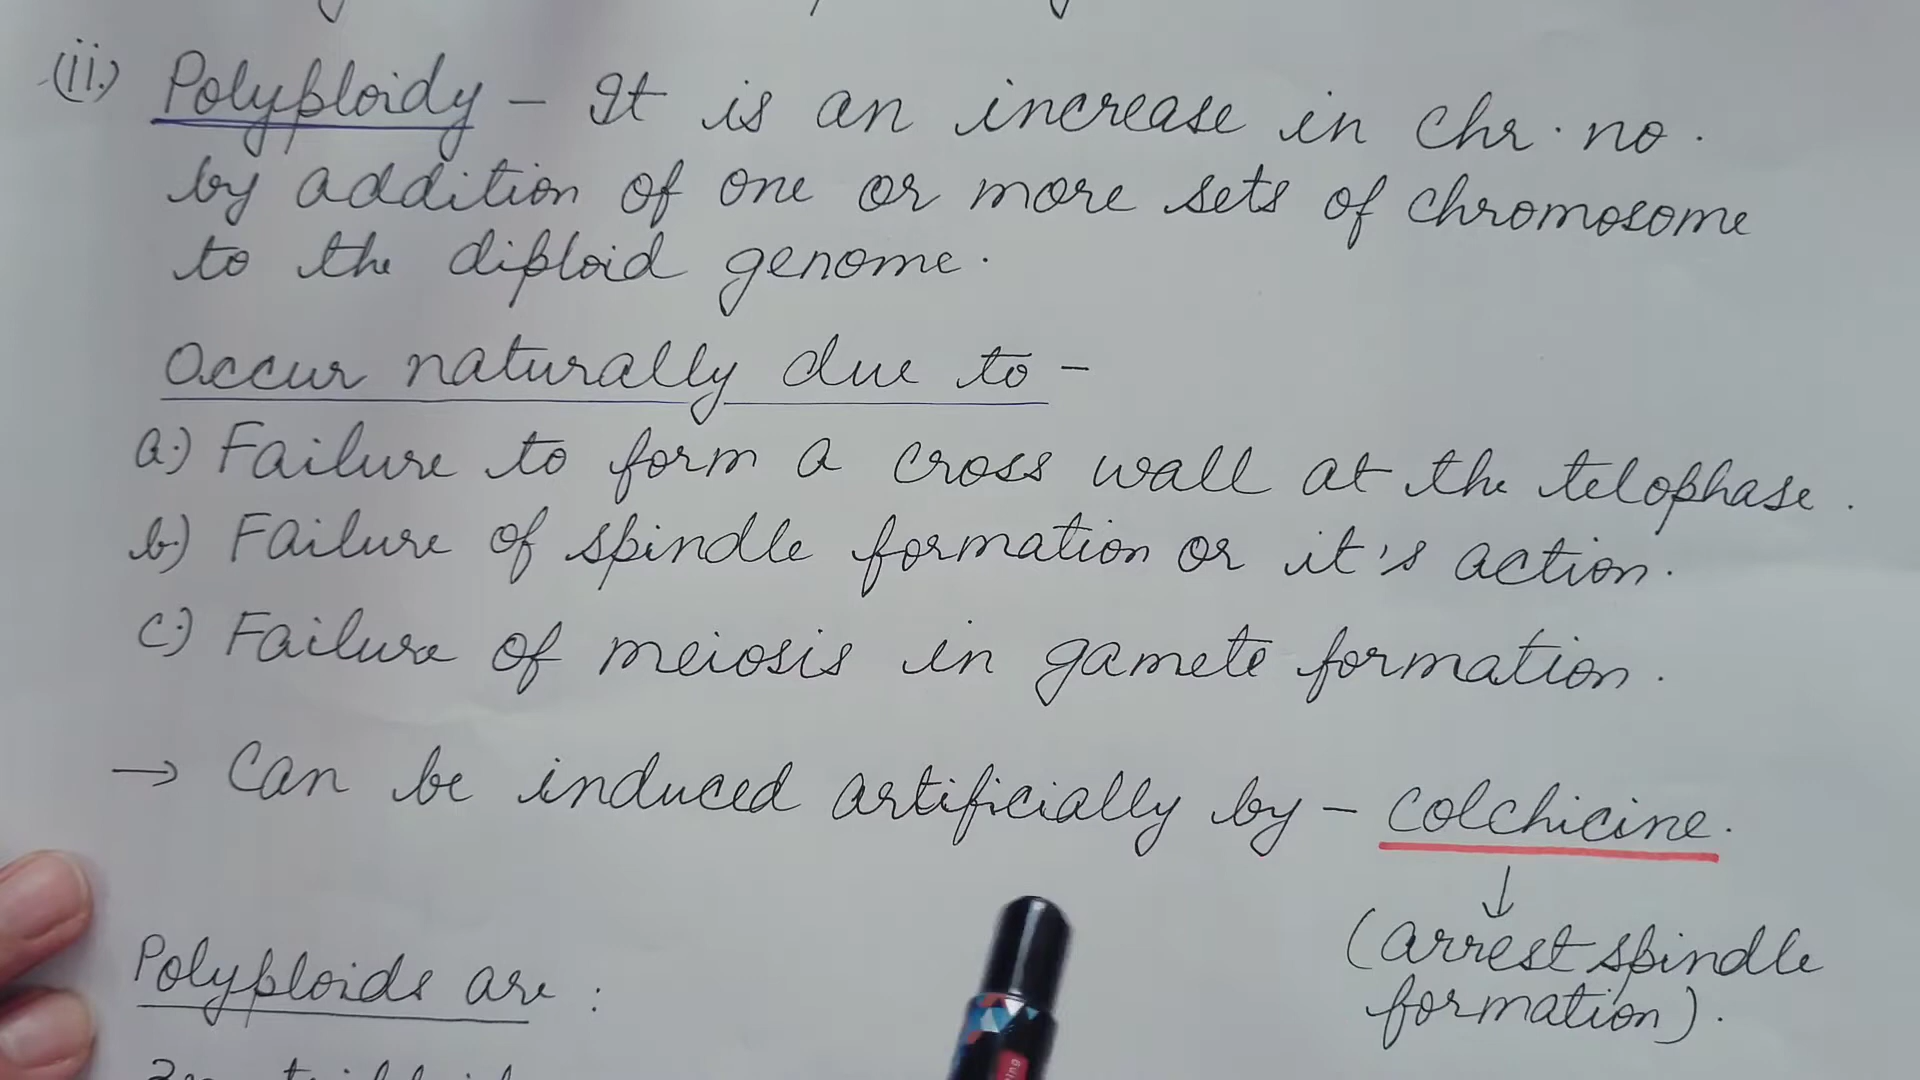 (ii.) Polyploidy - It is an increase in chr. no.
by addition of one or more sets of chromosome
to the diploid genome.
Occur naturally due to -
a.) Failure to form a cross wall at the telophase.
b.) Failure of spindle formation or it's action.
c.) Failure of meiosis in gamete formation.
→ Can be induced artificially by - colchicine.
↓
(arrest spindle
formation).
Polyploids are :